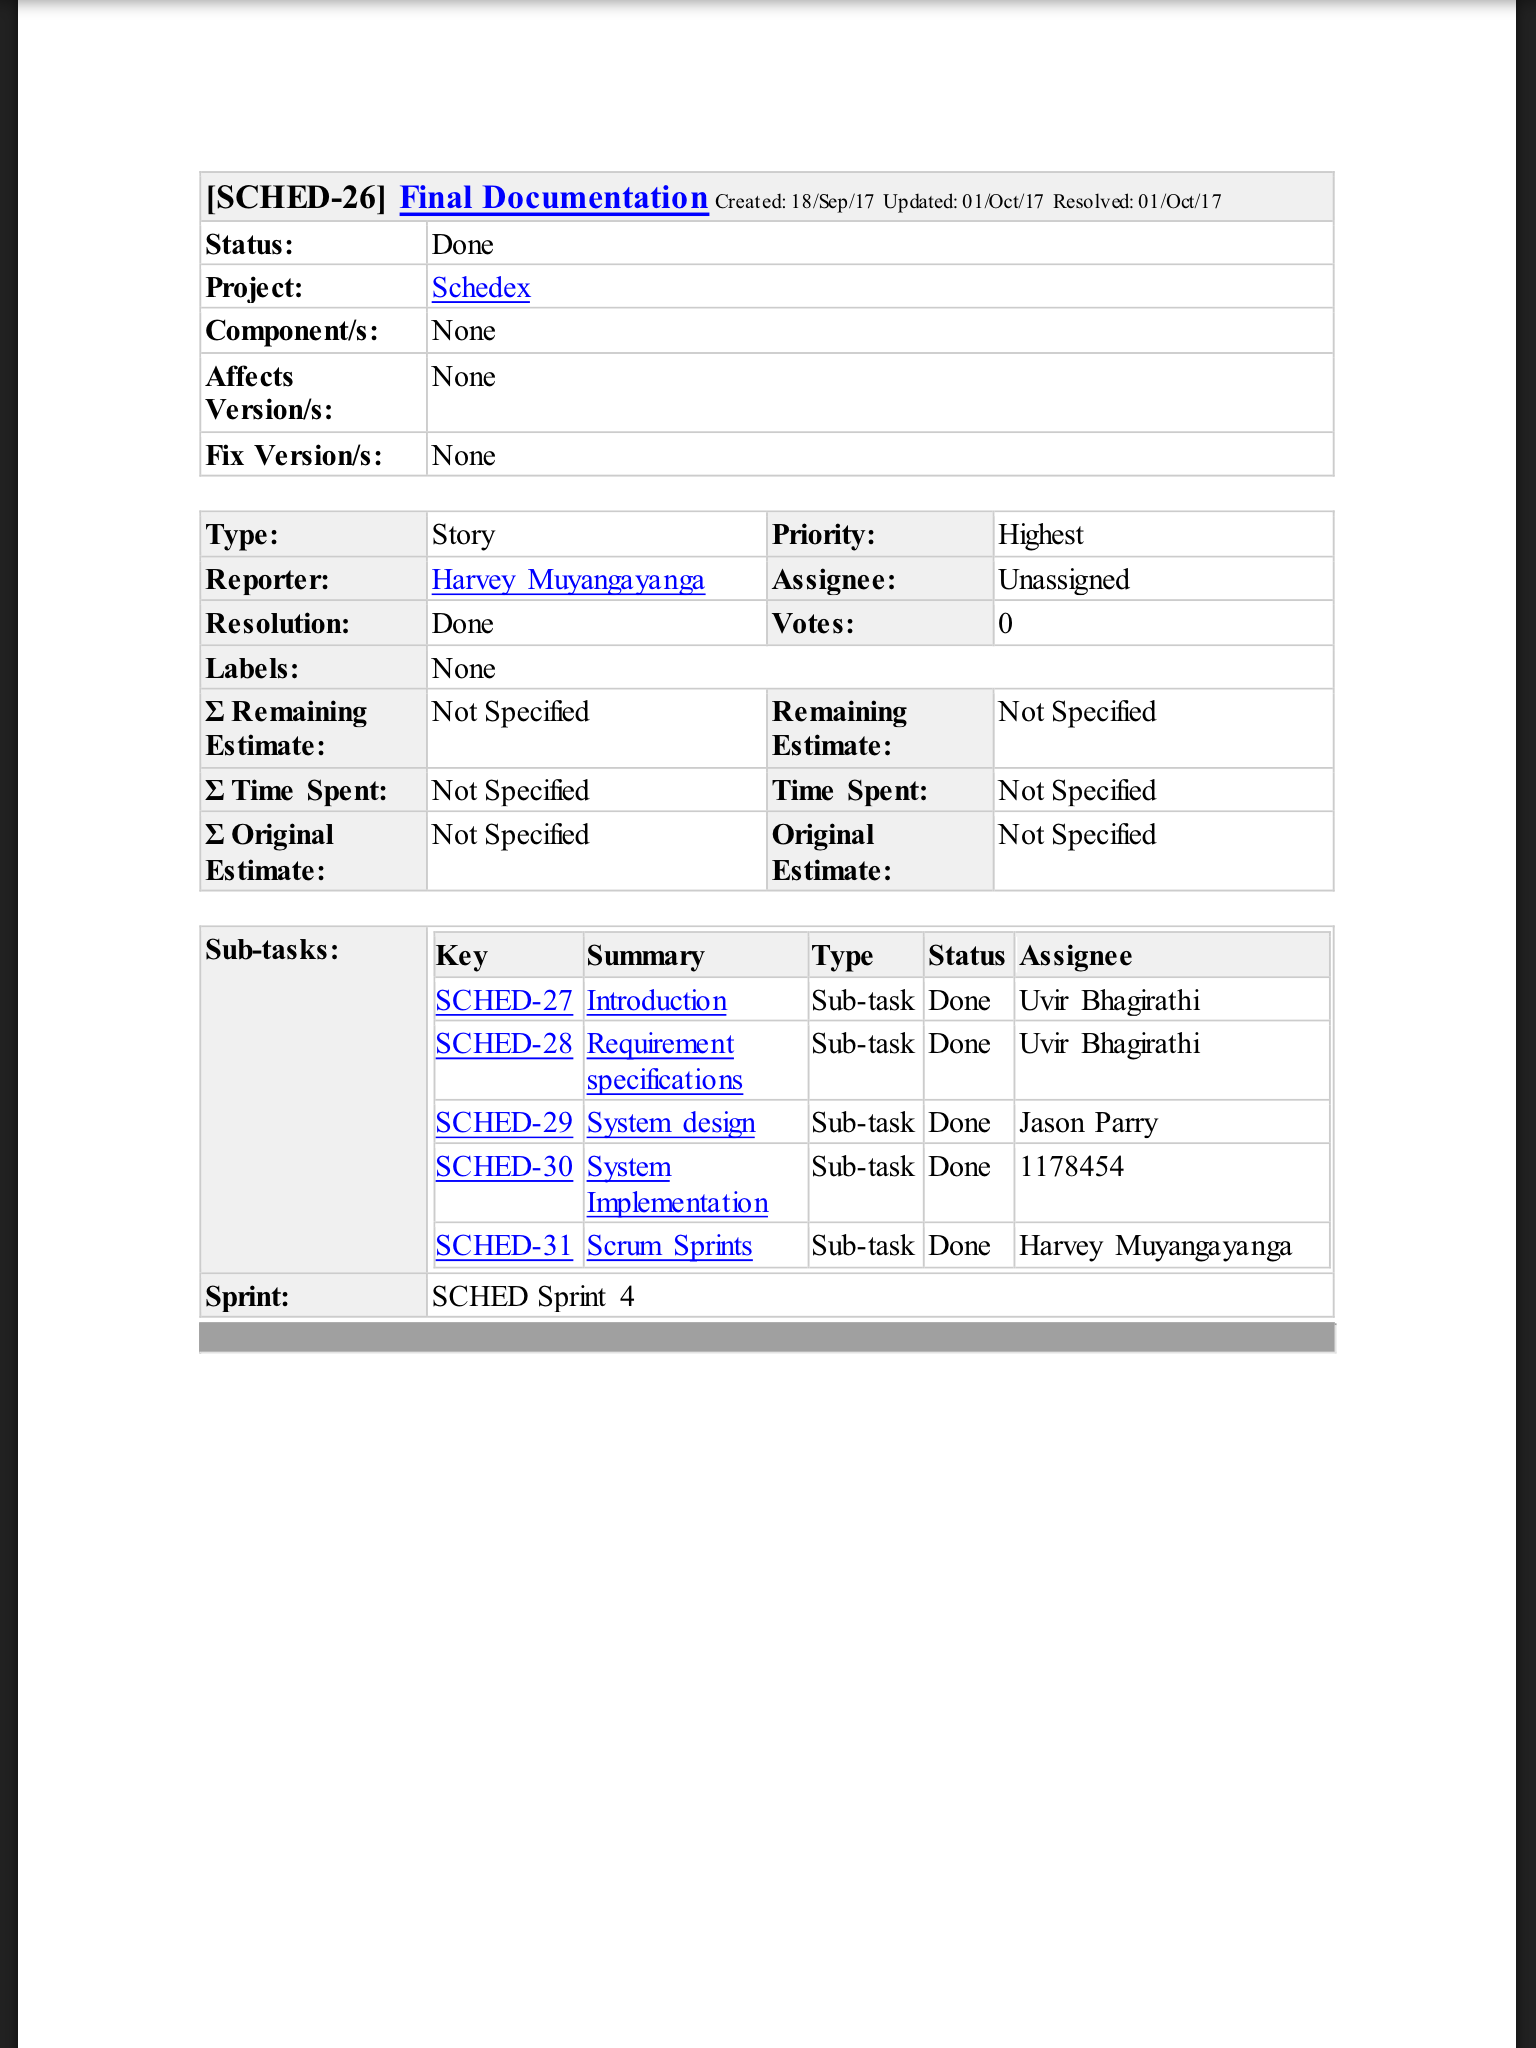 [SCHED-26] Final Documentation Created: 18/Sep/17 Updated: 01/Oct/17 Resolved: 01/Oct/17
Status: Done
Project: Schedex
Component/s: None
Affects Version/s: None
Fix Version/s: None
Type: Story Priority: Highest
Reporter: Harvey Muyangayanga Assignee: Unassigned
Resolution: Done Votes: 0
Labels: None
Σ Remaining Estimate: Not Specified Remaining Estimate: Not Specified
Σ Time Spent: Not Specified Time Spent: Not Specified
Σ Original Estimate: Not Specified Original Estimate: Not Specified
Sub-tasks:
Key Summary Type Status Assignee
SCHED-27 Introduction Sub-task Done Uvir Bhagirathi
SCHED-28 Requirement specifications Sub-task Done Uvir Bhagirathi
SCHED-29 System design Sub-task Done Jason Parry
SCHED-30 System Implementation Sub-task Done 1178454
SCHED-31 Scrum Sprints Sub-task Done Harvey Muyangayanga
Sprint: SCHED Sprint 4